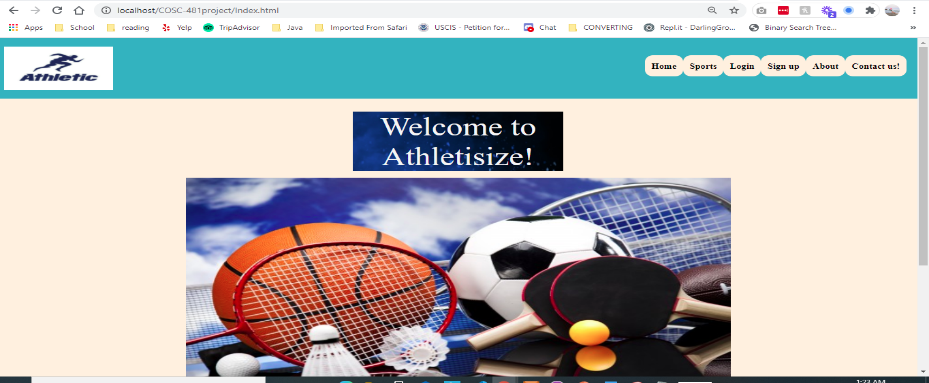 localhost/COSC-481project/Index.html
Apps School reading Yelp TripAdvisor Java Imported From Safari USCIS - Petition for... Chat CONVERTING Repl.it - DarlingGro... Binary Search Tree... »
Athletic
Home Sports Login Sign up About Contact us!
Welcome to
Athletisize!